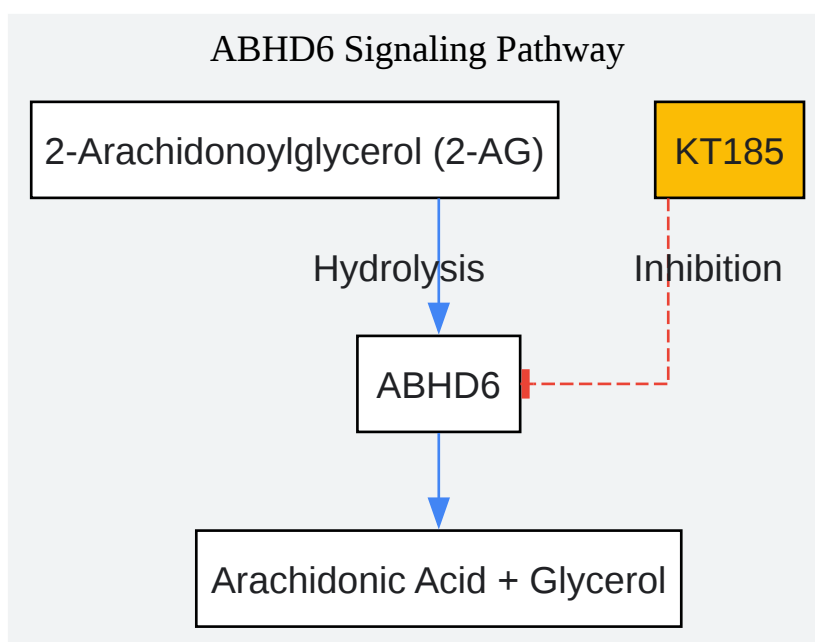 ABHD6 Signaling Pathway
2-Arachidonoylglycerol (2-AG)
KT185
Hydrolysis
Inhibition
ABHD6
Arachidonic Acid + Glycerol